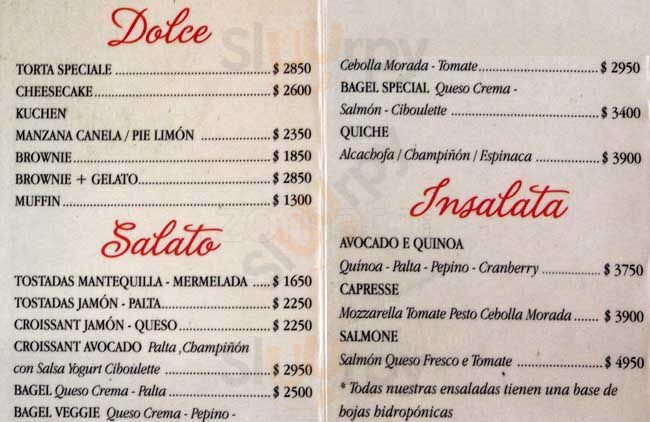 Dolce
TORTA SPECIALE $ 2850
CHEESECAKE $ 2600
KUCHEN
MANZANA CANELA / PIE LIMÓN $ 2350
BROWNIE $ 1850
BROWNIE + GELATO $ 2850
MUFFIN $ 1300
Salato
TOSTADAS MANTEQUILLA - MERMELADA $ 1650
TOSTADAS JAMÓN - PALTA $ 2250
CROISSANT JAMÓN - QUESO $ 2250
CROISSANT AVOCADO Palta ,Champiñón
con Salsa Yogurt Ciboulette $ 2950
BAGEL Queso Crema - Palta $ 2500
BAGEL VEGGIE Queso Crema - Pepino -
Cebolla Morada - Tomate $ 2950
BAGEL SPECIAL Queso Crema -
Salmón - Ciboulette $ 3400
QUICHE
Alcachofa / Champiñón / Espinaca $ 3900
Insalata
AVOCADO E QUINOA
Quínoa - Palta - Pepino - Cranberry $ 3750
CAPRESSE
Mozzarella Tomate Pesto Cebolla Morada $ 3900
SALMONE
Salmón Queso Fresco e Tomate $ 4950
* Todas nuestras ensaladas tienen una base de
hojas hidropónicas
Slurrpy
zomato
Slurrpy
Slurrpy